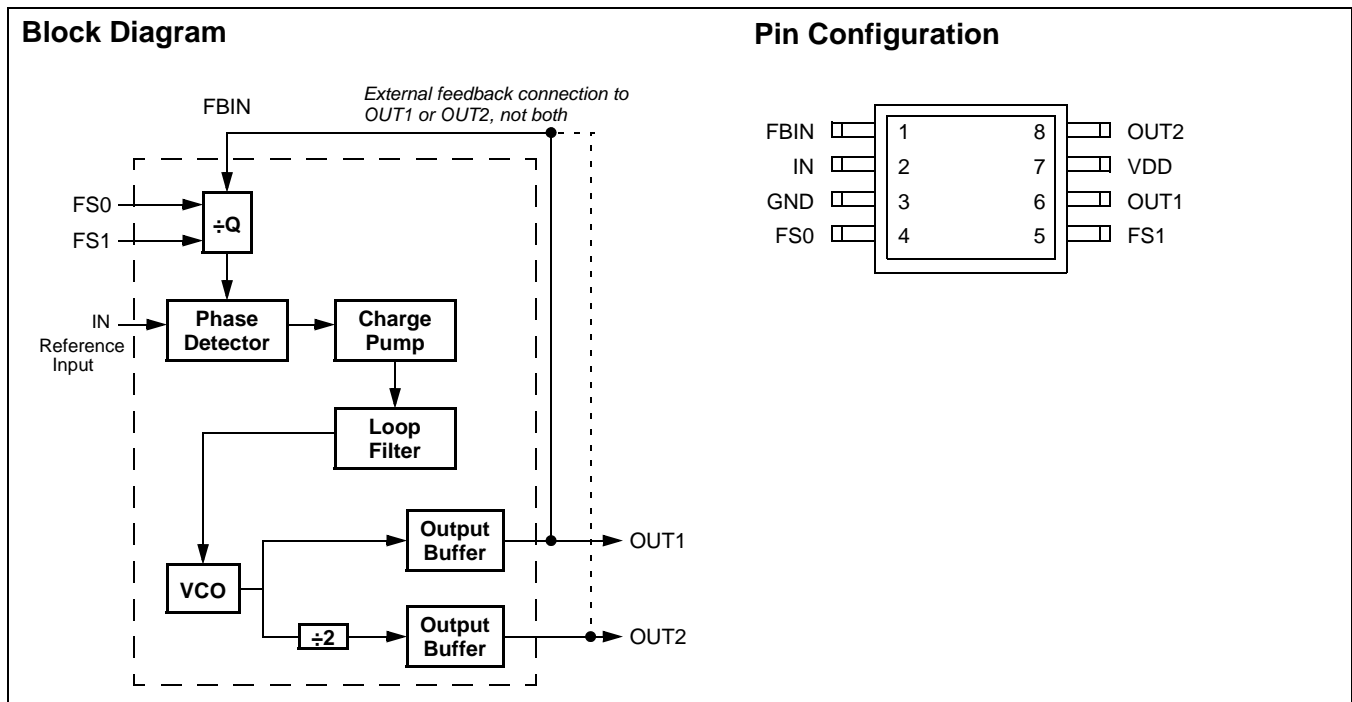 Block Diagram
FBIN
External feedback connection to
OUT1 or OUT2, not both
FS0
FS1
÷Q
IN
Reference
Input
Phase
Detector
Charge
Pump
Loop
Filter
VCO
Output
Buffer
OUT1
÷2
Output
Buffer
OUT2
Pin Configuration
FBIN 1 8 OUT2
IN 2 7 VDD
GND 3 6 OUT1
FS0 4 5 FS1